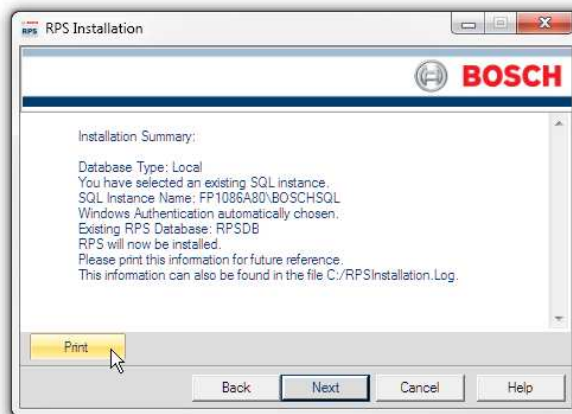 RPS
RPS Installation
BOSCH
Installation Summary:
Database Type: Local
You have selected an existing SQL instance.
SQL Instance Name: FP1086A80\BOSCHSQL
Windows Authentication automatically chosen.
Existing RPS Database: RPSDB
RPS will now be installed.
Please print this information for future reference.
This information can also be found in the file C:/RPSInstallation.Log.
Print
Back
Next
Cancel
Help